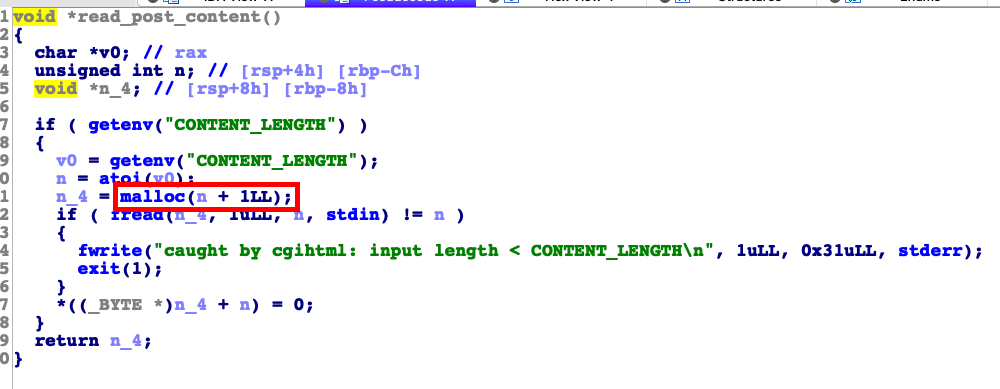 1 void *read_post_content()
2 {
3 char *v0; // rax
4 unsigned int n; // [rsp+4h] [rbp-Ch]
5 void *n_4; // [rsp+8h] [rbp-8h]
6
7 if ( getenv("CONTENT_LENGTH") )
8 {
9 v0 = getenv("CONTENT_LENGTH");
0 n = atoi(v0);
1 n_4 = malloc(n + 1LL);
2 if ( fread(n_4, 1uLL, n, stdin) != n )
3 {
4 fwrite("caught by cgihtml: input length < CONTENT_LENGTH\n", 1uLL, 0x31uLL, stderr);
5 exit(1);
6 }
7 *((_BYTE *)n_4 + n) = 0;
8 }
9 return n_4;
0 }